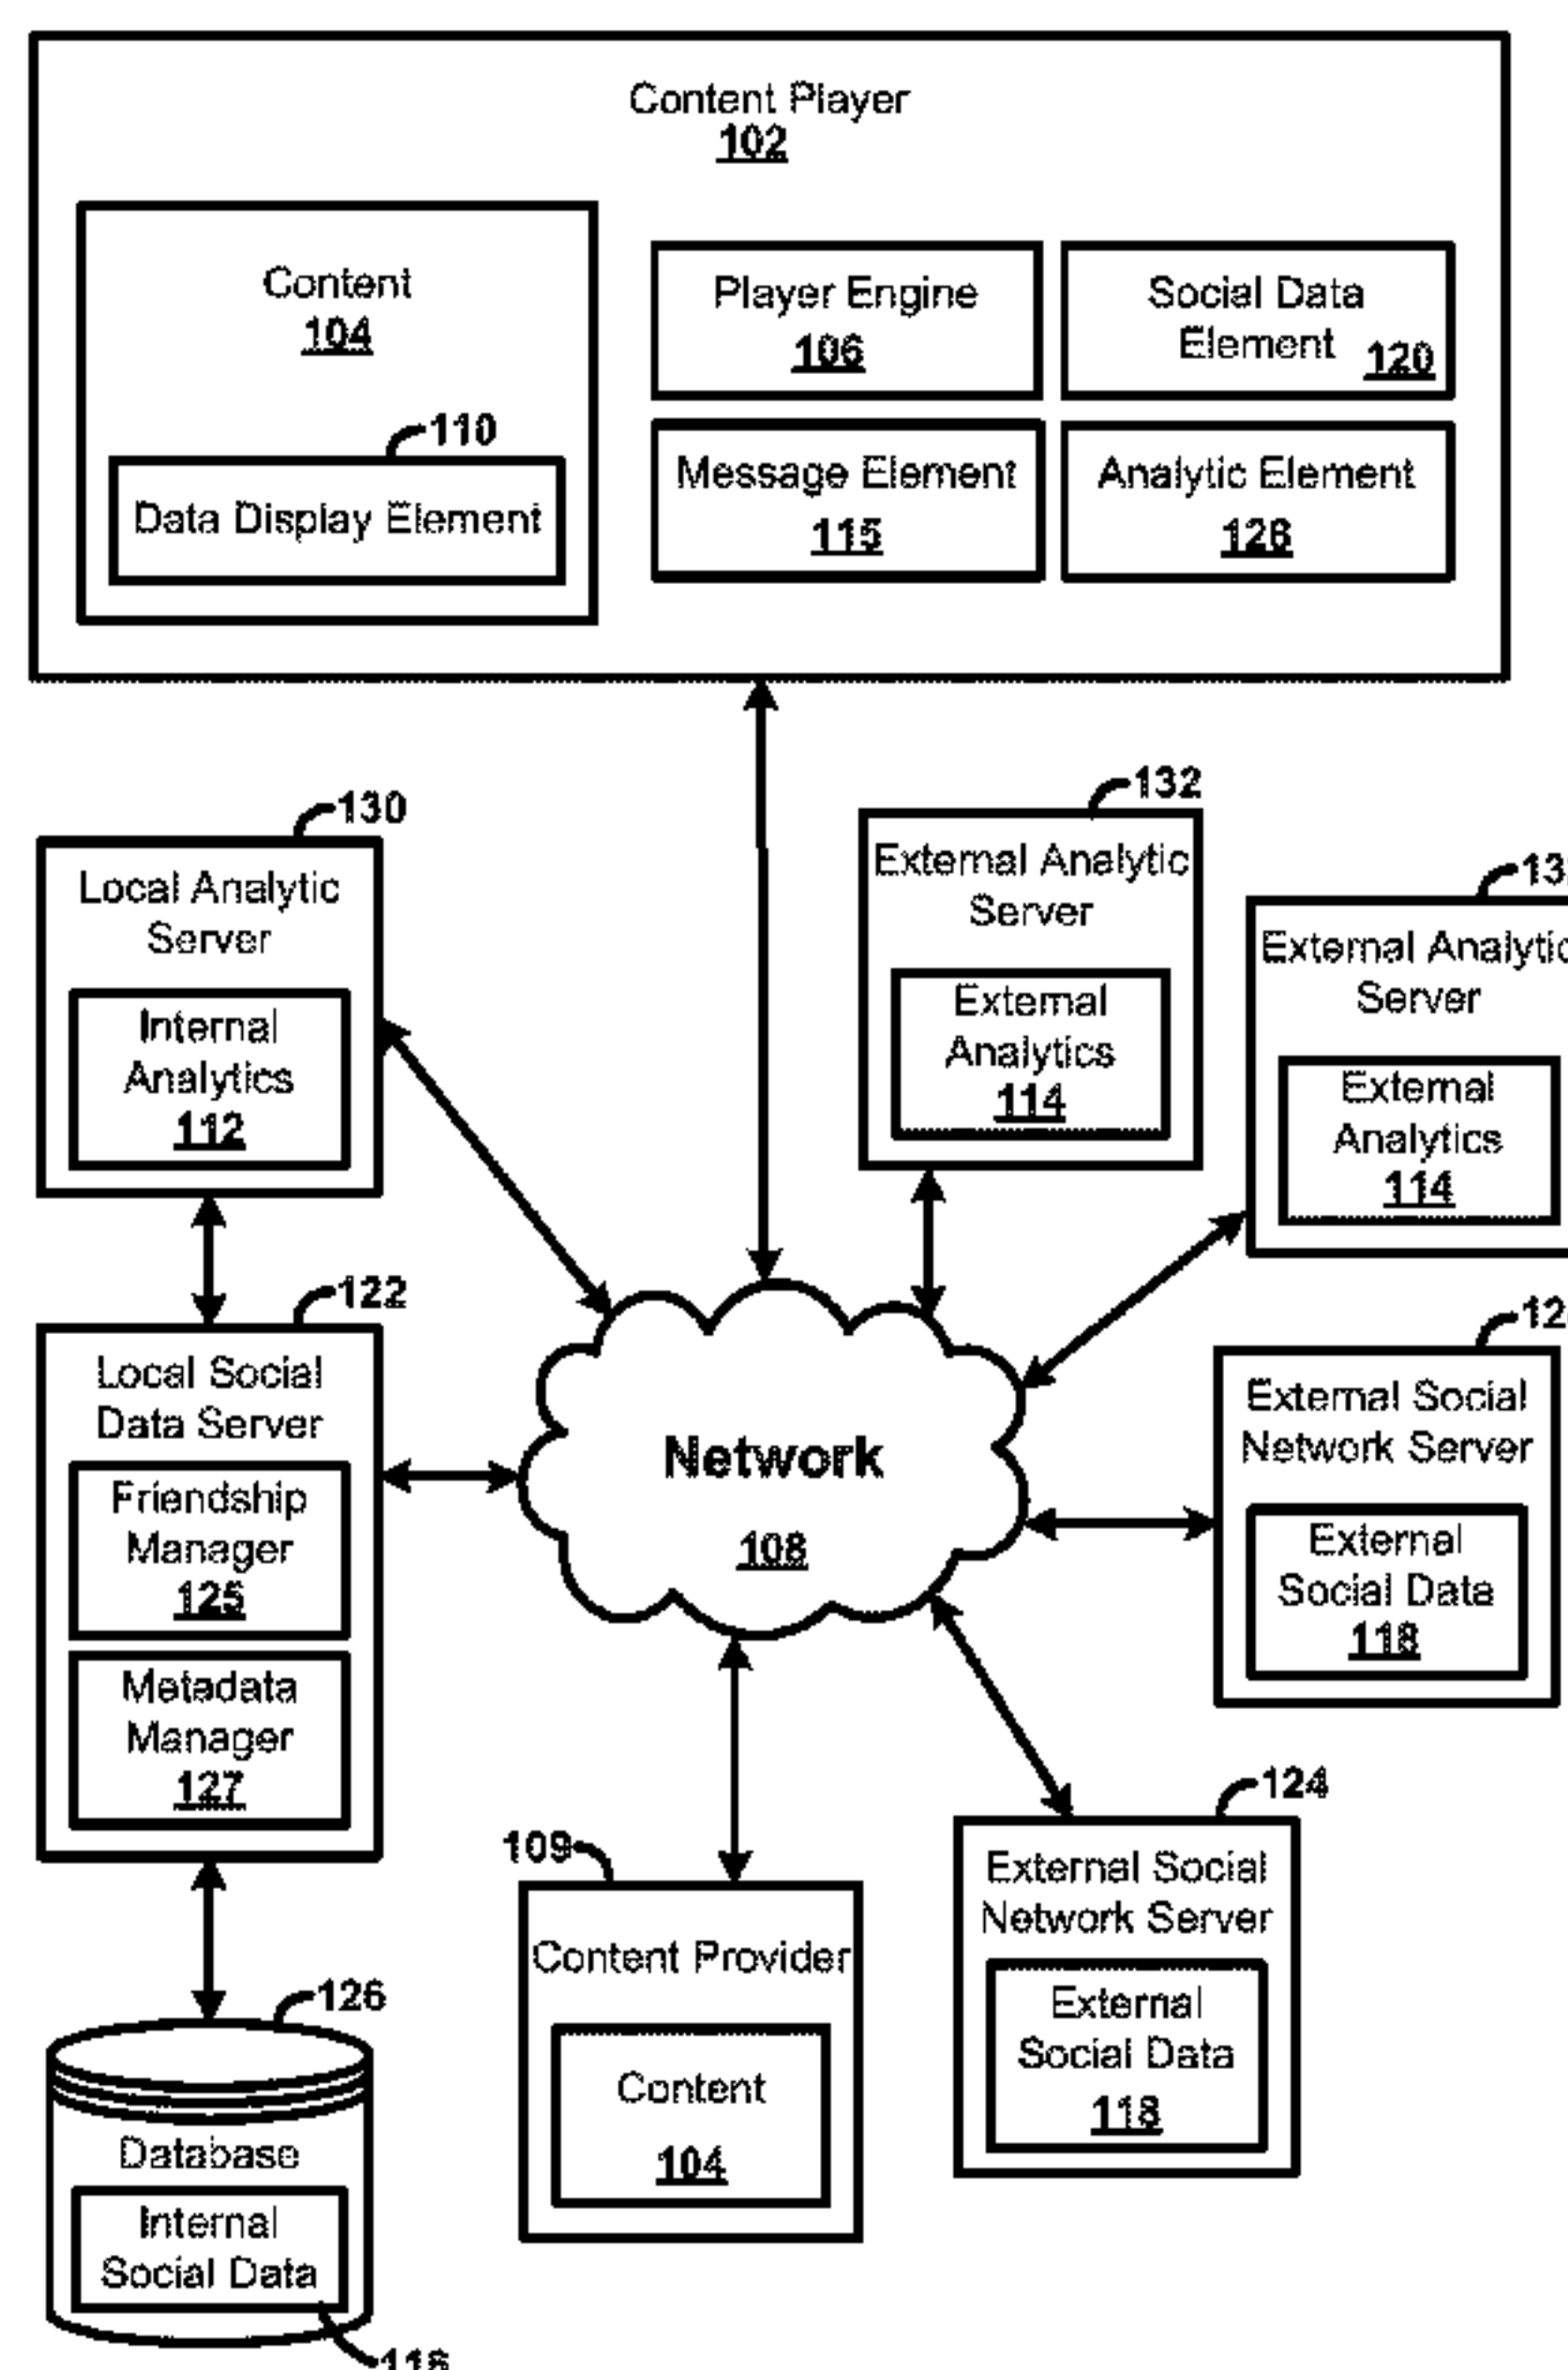 Content Player
102
Content
104
110
Data Display Element
Player Engine
106
Social Data
Element 120
Message Element
115
Analytic Element
128
130
Local Analytic
Server
Internal
Analytics
112
132
External Analytic
Server
External
Analytics
114
External Analytic
Server
External
Analytics
114
122
Local Social
Data Server
Friendship
Manager
125
Metadata
Manager
127
Network
108
External Social
Network Server
External
Social Data
118
124
External Social
Network Server
External
Social Data
118
109
Content Provider
Content
104
126
Database
Internal
Social Data